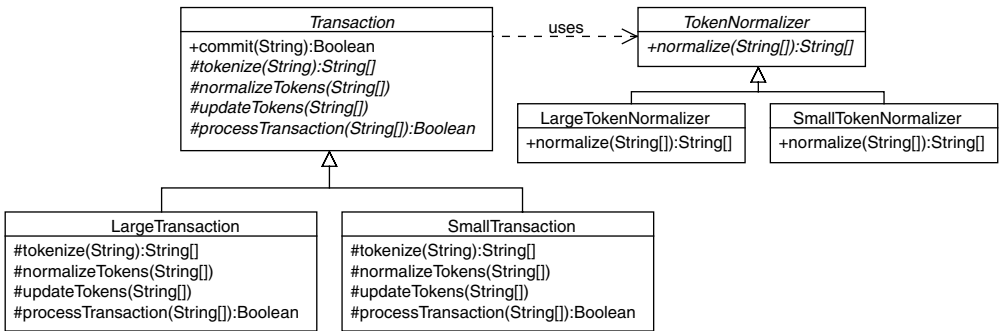 Transaction
+commit(String):Boolean
#tokenize(String):String[]
#normalizeTokens(String[])
#updateTokens(String[])
#processTransaction(String[]):Boolean
uses
TokenNormalizer
+normalize(String[]):String[]
LargeTokenNormalizer
+normalize(String[]):String[]
SmallTokenNormalizer
+normalize(String[]):String[]
LargeTransaction
#tokenize(String):String[]
#normalizeTokens(String[])
#updateTokens(String[])
#processTransaction(String[]):Boolean
SmallTransaction
#tokenize(String):String[]
#normalizeTokens(String[])
#updateTokens(String[])
#processTransaction(String[]):Boolean